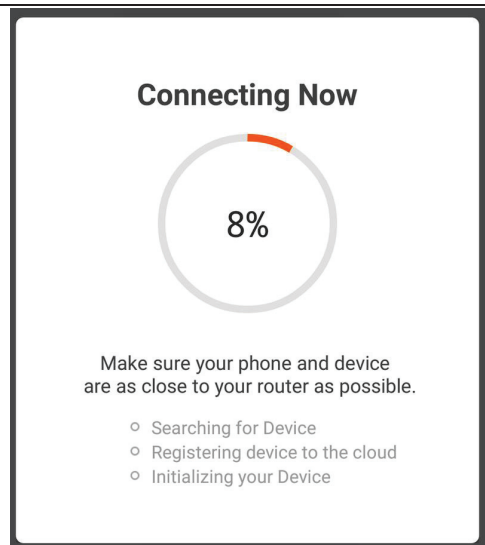 Connecting Now
8%
Make sure your phone and device
are as close to your router as possible.
Searching for Device
Registering device to the cloud
Initializing your Device